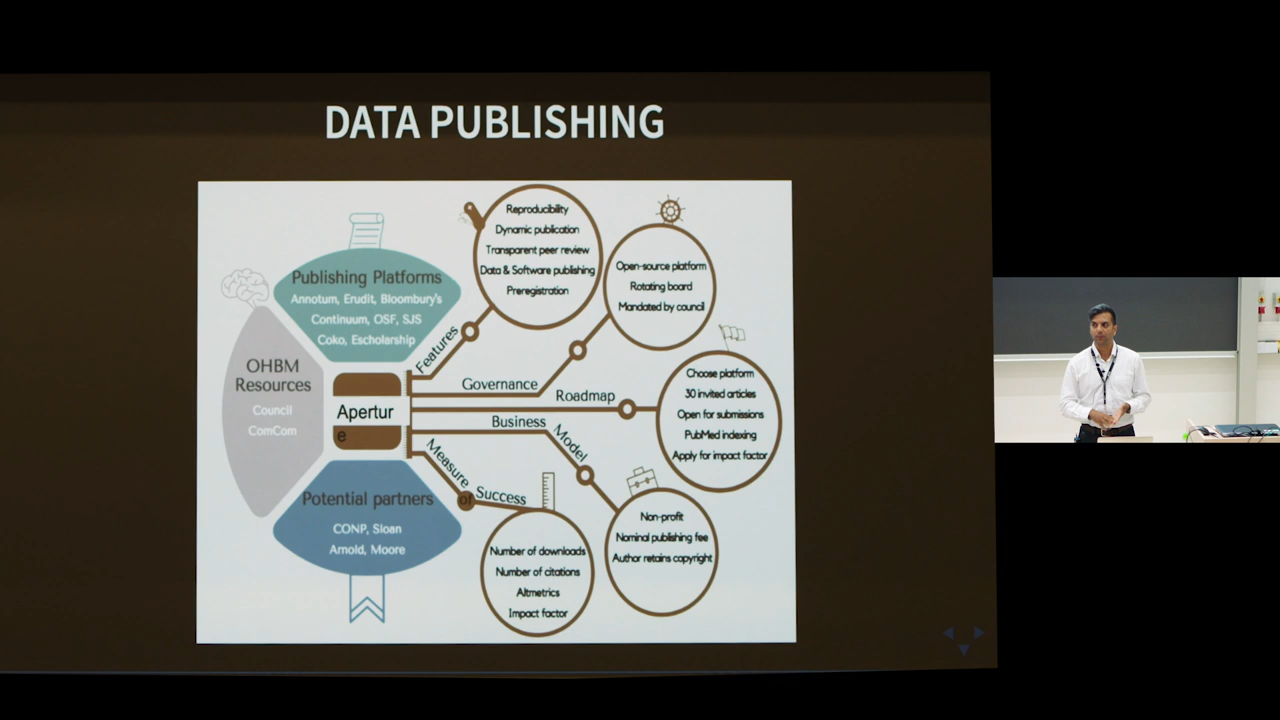 DATA PUBLISHING
Publishing Platforms
Annotum, Erudit, Bloombury's
Continuum, OSF, SJS
Coko, Escholarship
OHBM
Resources
Council
ComCom
Apertur
e
Potential partners
CONP, Sloan
Arnold, Moore
Features
Reproducibility
Dynamic publication
Transparent peer review
Data & Software publishing
Preregistration
Governance
Open-source platform
Rotating board
Mandated by council
Roadmap
Choose platform
30 invited articles
Open for submissions
PubMed indexing
Apply for impact factor
Business Model
Non-profit
Nominal publishing fee
Author retains copyright
Measure of Success
Number of downloads
Number of citations
Altmetrics
Impact factor